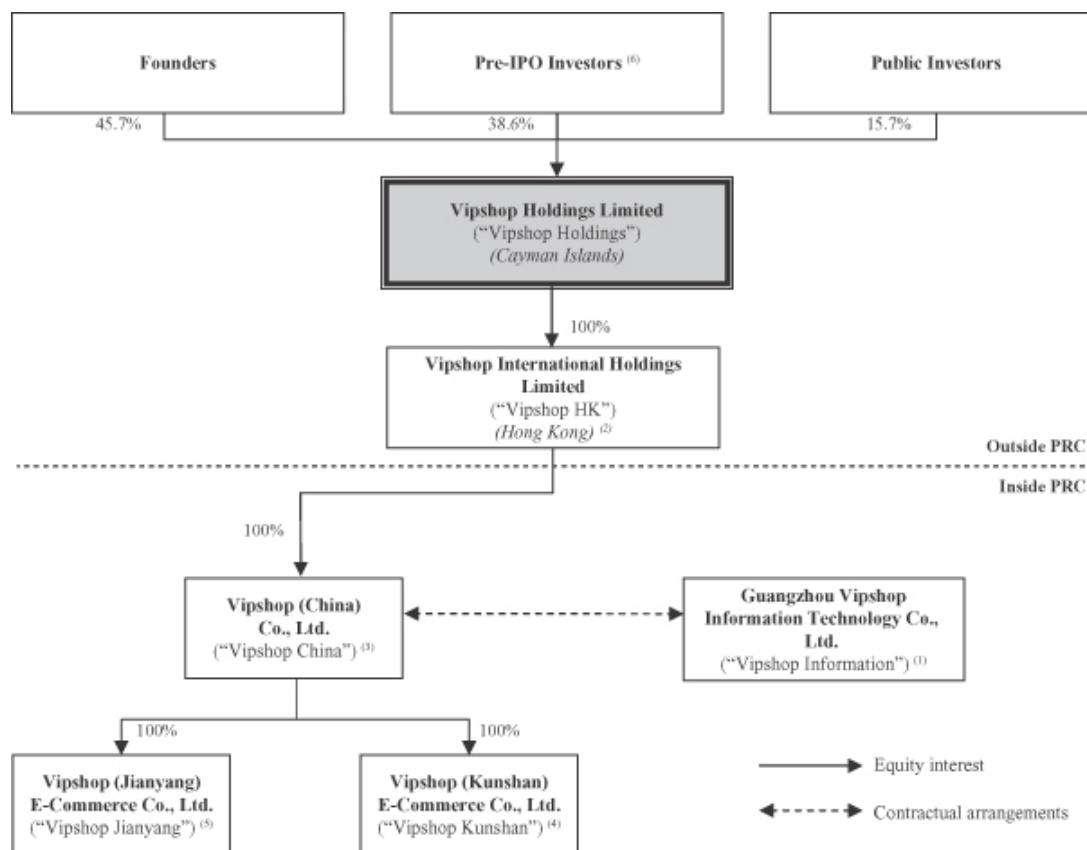 Founders
Pre-IPO Investors (6)
Public Investors
45.7%
38.6%
15.7%
Vipshop Holdings Limited
(“Vipshop Holdings”)
(Cayman Islands)
100%
Vipshop International Holdings
Limited
(“Vipshop HK”)
(Hong Kong) (2)
Outside PRC
Inside PRC
100%
Vipshop (China)
Co., Ltd.
(“Vipshop China”) (3)
Guangzhou Vipshop
Information Technology Co.,
Ltd.
(“Vipshop Information”) (1)
100%
100%
Vipshop (Jianyang)
E-Commerce Co., Ltd.
(“Vipshop Jianyang”) (5)
Vipshop (Kunshan)
E-Commerce Co., Ltd.
(“Vipshop Kunshan”) (4)
Equity interest
Contractual arrangements